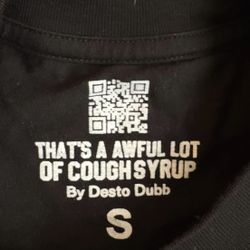 THAT'S A AWFUL LOT
OF COUGH SYRUP
By Desto Dubb
S